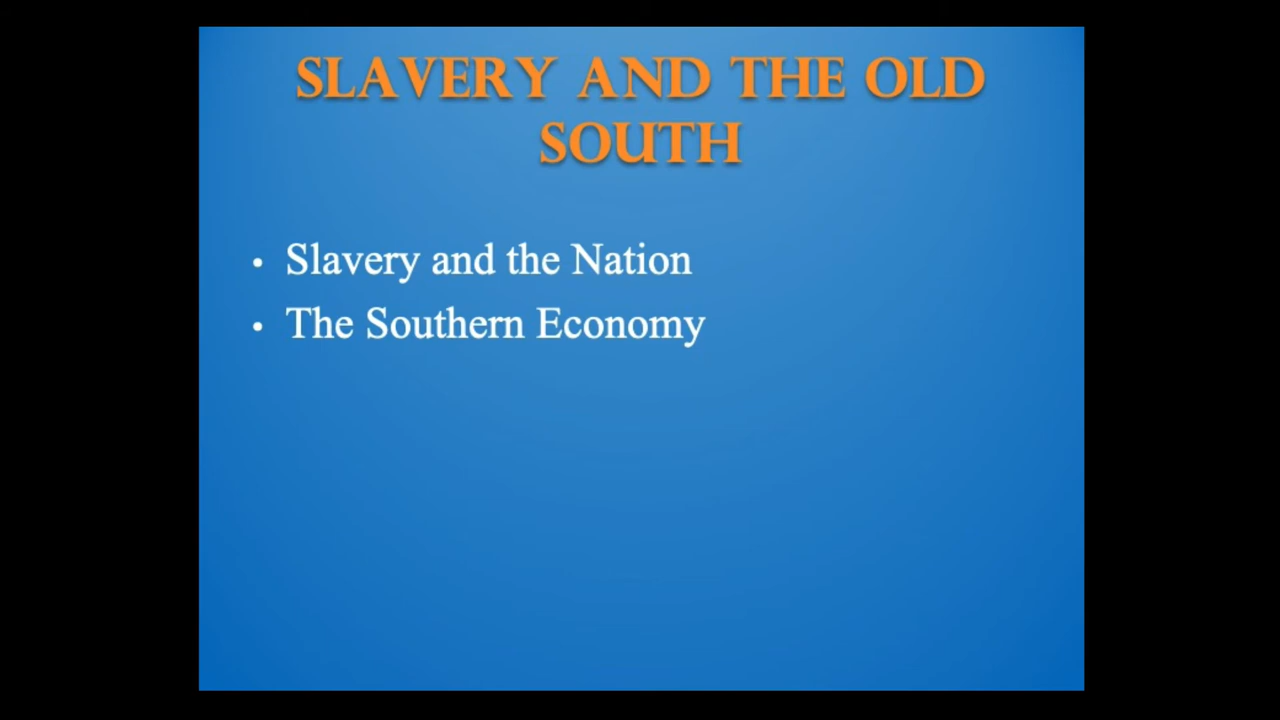 SLAVERY AND THE OLD
SOUTH
• Slavery and the Nation
• The Southern Economy